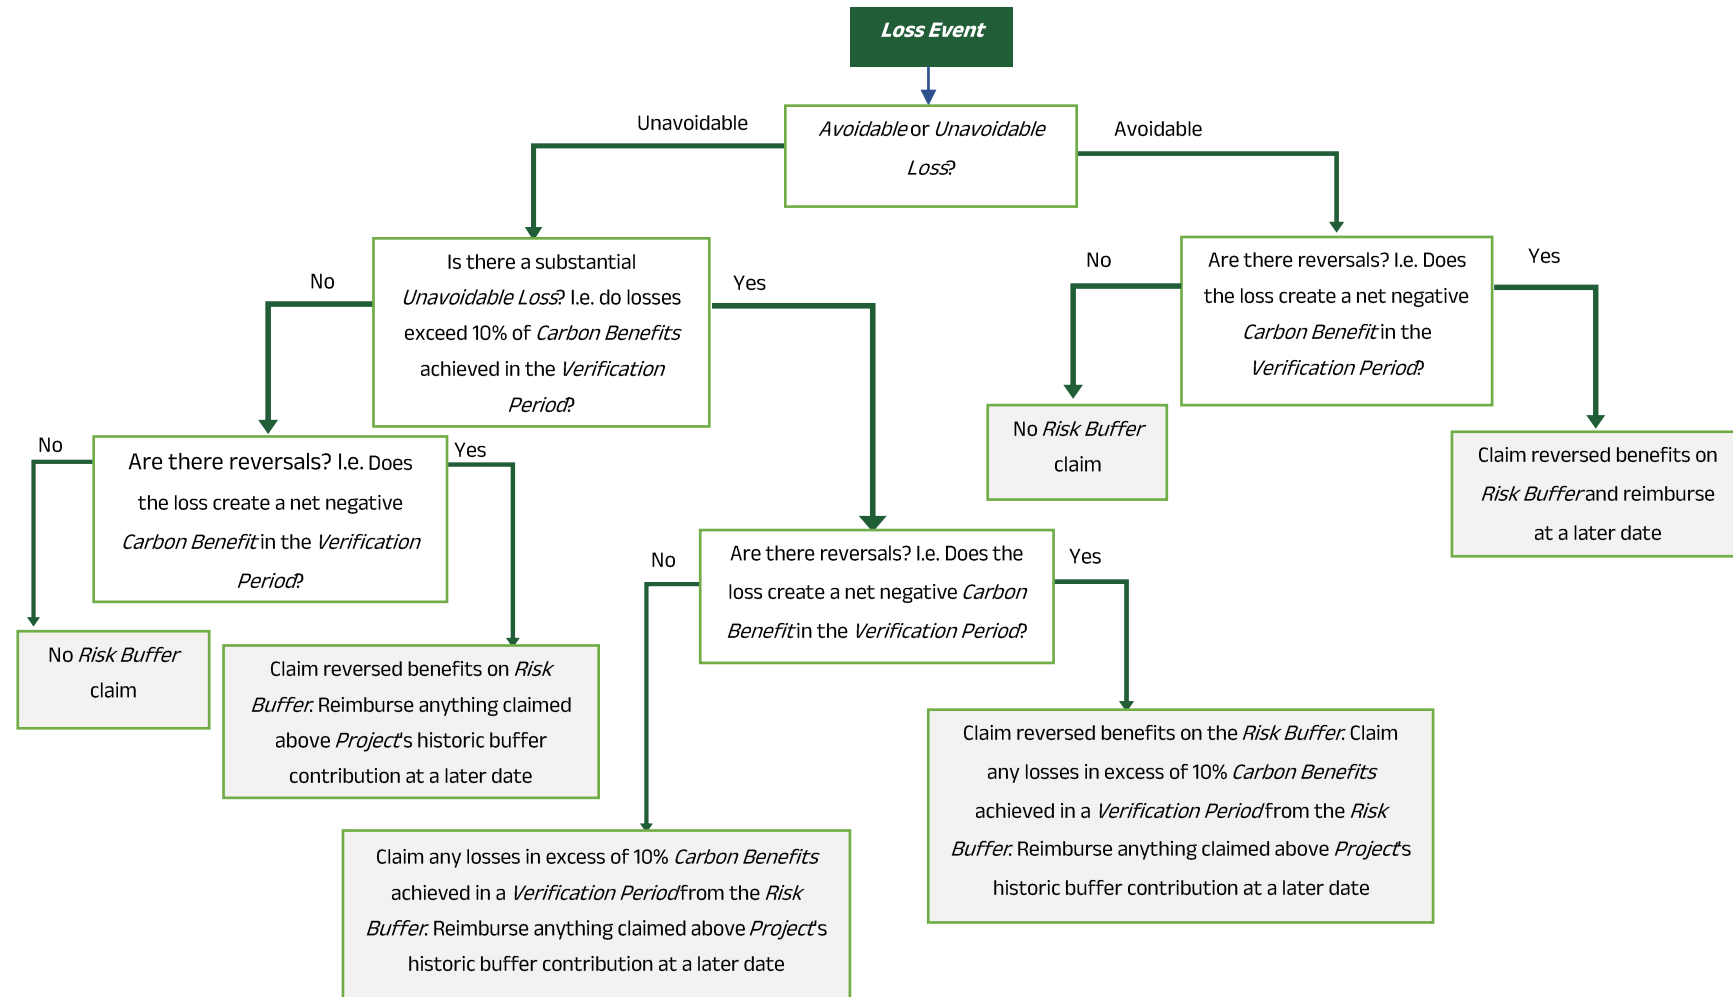 Loss Event
Unavoidable
Avoidable or Unavoidable
Loss?
Avoidable
Is there a substantial
Unavoidable Loss? I.e. do losses
exceed 10% of Carbon Benefits
achieved in the Verification
Period?
No
Yes
Are there reversals? I.e. Does
the loss create a net negative
Carbon Benefit in the
Verification Period?
No
Yes
No Risk Buffer
claim
Claim reversed benefits on
Risk Buffer and reimburse
at a later date
No
Are there reversals? I.e. Does
the loss create a net negative
Carbon Benefit in the Verification
Period?
Yes
No
Are there reversals? I.e. Does the
loss create a net negative Carbon
Benefit in the Verification Period?
Yes
No Risk Buffer
claim
Claim reversed benefits on Risk
Buffer. Reimburse anything claimed
above Project's historic buffer
contribution at a later date
Claim reversed benefits on the Risk Buffer. Claim
any losses in excess of 10% Carbon Benefits
achieved in a Verification Period from the Risk
Buffer. Reimburse anything claimed above Project's
historic buffer contribution at a later date
Claim any losses in excess of 10% Carbon Benefits
achieved in a Verification Period from the Risk
Buffer. Reimburse anything claimed above Project's
historic buffer contribution at a later date